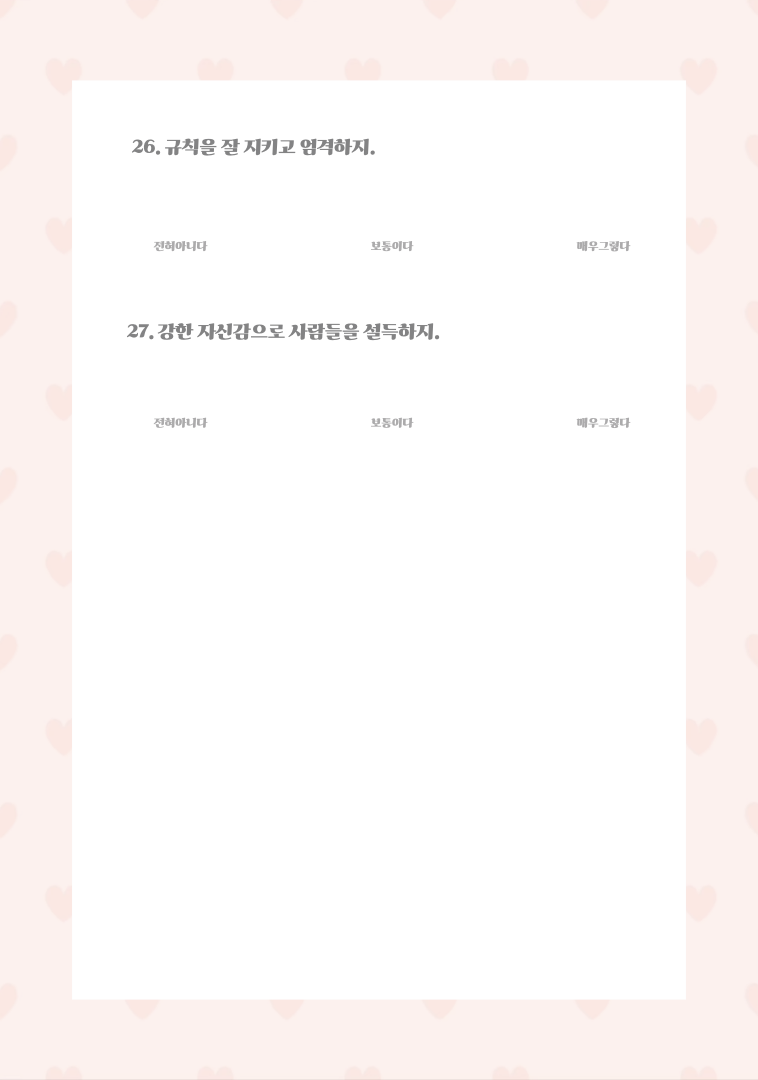 26. 규칙을 잘 지키고 엄격하지.
전혀아니다 보통이다 매우그렇다
27. 강한 자신감으로 사람들을 설득하지.
전혀아니다 보통이다 매우그렇다